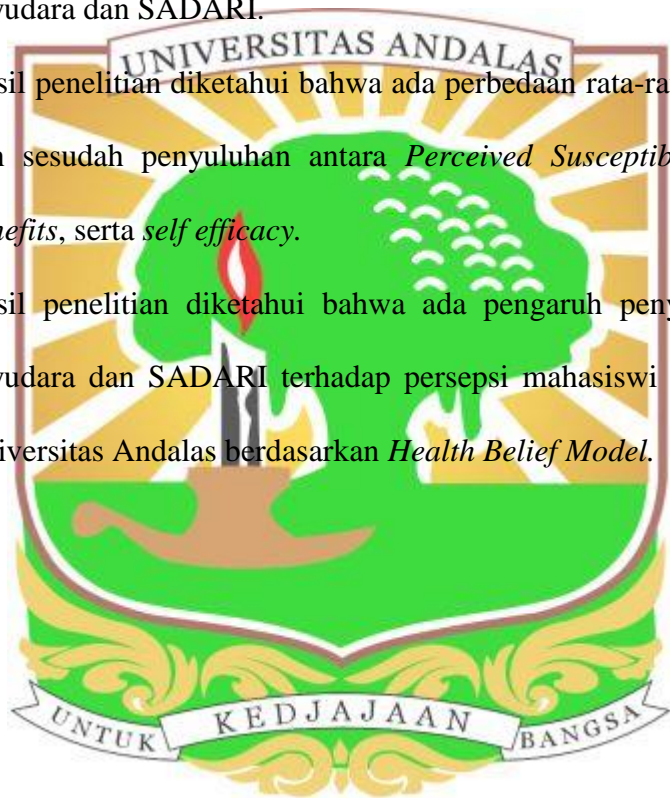 yudara dan SADARI.
UNIVERSITAS ANDALAS
sil penelitian diketahui bahwa ada perbedaan rata-ra
n sesudah penyuluhan antara Perceived Susceptib
nefits, serta self efficacy.
sil penelitian diketahui bahwa ada pengaruh peny
yudara dan SADARI terhadap persepsi mahasiswi
niversitas Andalas berdasarkan Health Belief Model.
UNTUK KEDJAJAAN BANGSA